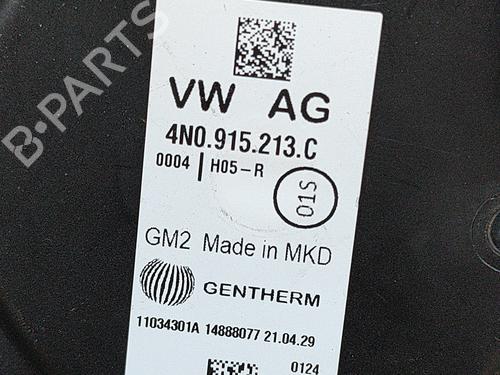 B-PARTS
VW AG
4N0.915.213.C
0004 | H05-R
01S
GM2 Made in MKD
GENTHERM
11034301A 14888077 21.04.29
0124